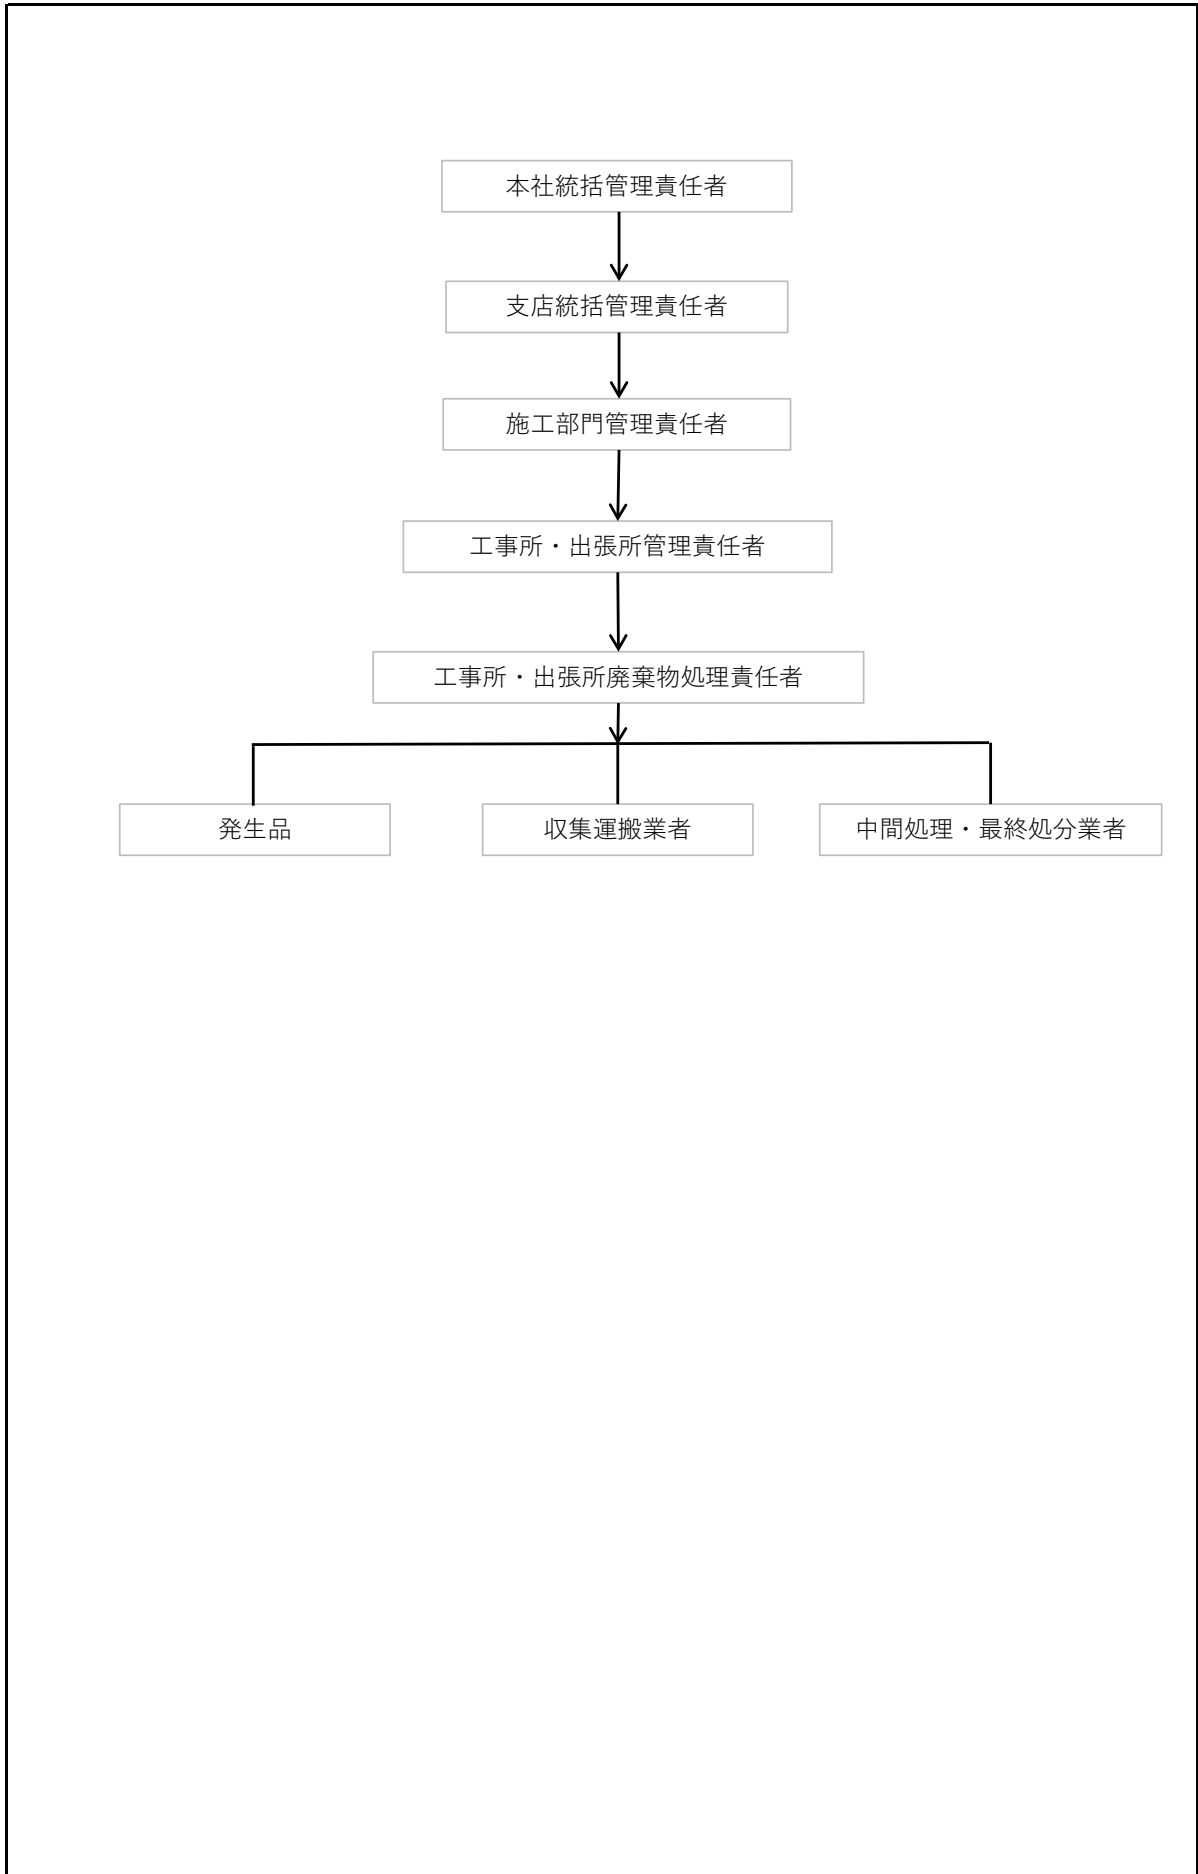 本社統括管理責任者
支店統括管理責任者
施工部門管理責任者
工事所・出張所管理責任者
工事所・出張所廃棄物処理責任者
発生品
収集運搬業者
中間処理・最終処分業者